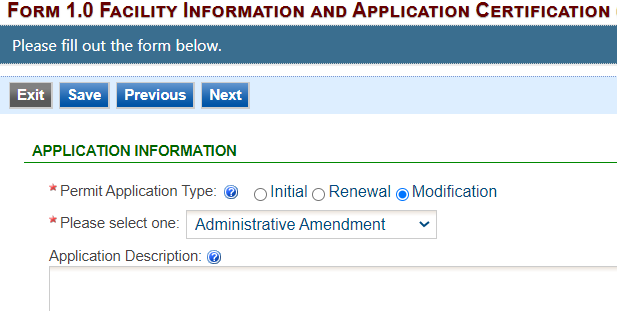 FORM 1.0 FACILITY INFORMATION AND APPLICATION CERTIFICATION
Please fill out the form below.
Exit Save Previous Next
APPLICATION INFORMATION
* Permit Application Type: ? Initial Renewal Modification
* Please select one: Administrative Amendment
Application Description: ?